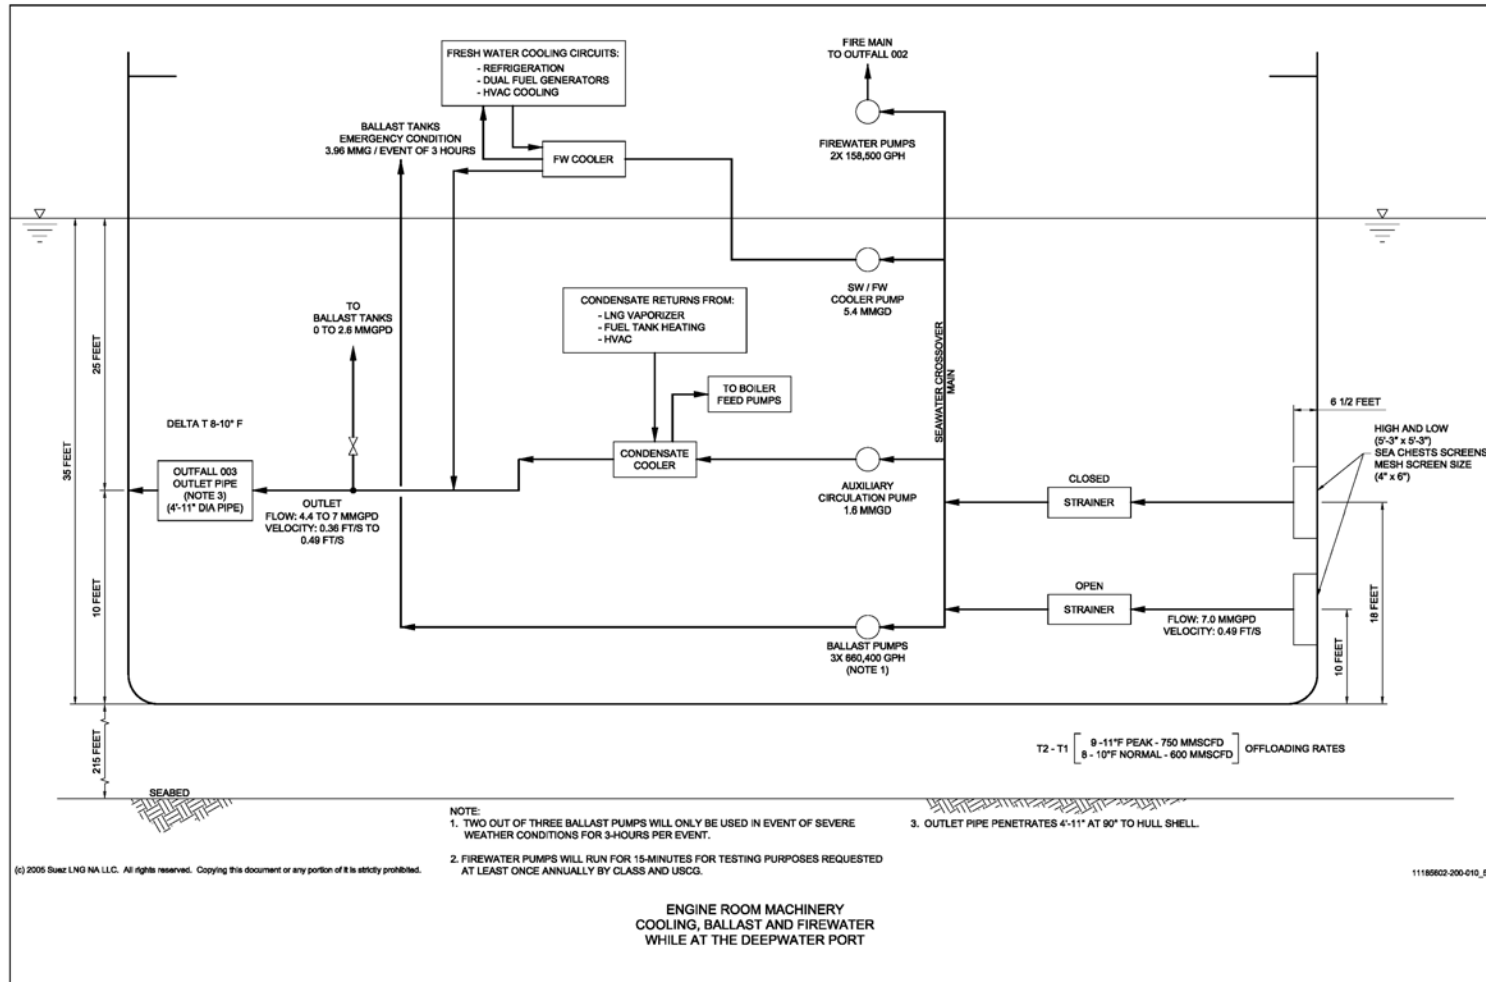 FRESH WATER COOLING CIRCUITS:
- REFRIGERATION
- DUAL FUEL GENERATORS
- HVAC COOLING
FIRE MAIN
TO OUTFALL 002
BALLAST TANKS
EMERGENCY CONDITION
3.96 MMG / EVENT OF 3 HOURS
FW COOLER
FIREWATER PUMPS
2X 158,500 GPH
SW / FW
COOLER PUMP
5.4 MMGD
TO
BALLAST TANKS
0 TO 2.6 MMGPD
CONDENSATE RETURNS FROM:
- LNG VAPORIZER
- FUEL TANK HEATING
- HVAC
TO BOILER
FEED PUMPS
SEAWATER CROSSOVER
MAIN
25 FEET
35 FEET
10 FEET
215 FEET
DELTA T 8-10° F
OUTFALL 003
OUTLET PIPE
(NOTE 3)
(4'-11" DIA PIPE)
OUTLET
FLOW: 4.4 TO 7 MMGPD
VELOCITY: 0.36 FT/S TO
0.49 FT/S
CONDENSATE
COOLER
AUXILIARY
CIRCULATION PUMP
1.6 MMGD
6 1/2 FEET
HIGH AND LOW
(5'-3" x 5'-3")
SEA CHESTS SCREENS
MESH SCREEN SIZE
(4" x 6")
CLOSED
STRAINER
OPEN
STRAINER
FLOW: 7.0 MMGPD
VELOCITY: 0.49 FT/S
18 FEET
10 FEET
BALLAST PUMPS
3X 660,400 GPH
(NOTE 1)
T2 - T1
9 -11°F PEAK - 750 MMSCFD
8 - 10°F NORMAL - 600 MMSCFD
OFFLOADING RATES
SEABED
NOTE:
1. TWO OUT OF THREE BALLAST PUMPS WILL ONLY BE USED IN EVENT OF SEVERE
WEATHER CONDITIONS FOR 3-HOURS PER EVENT.
2. FIREWATER PUMPS WILL RUN FOR 15-MINUTES FOR TESTING PURPOSES REQUESTED
AT LEAST ONCE ANNUALLY BY CLASS AND USCG.
3. OUTLET PIPE PENETRATES 4'-11" AT 90° TO HULL SHELL.
(c) 2005 Suez LNG NA LLC. All rights reserved. Copying this document or any portion of it is strictly prohibited.
ENGINE ROOM MACHINERY
COOLING, BALLAST AND FIREWATER
WHILE AT THE DEEPWATER PORT